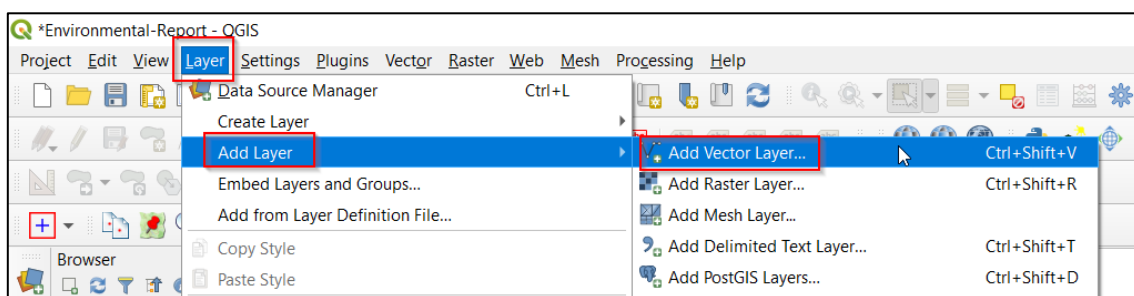 *Environmental-Report - QGIS
Project Edit View Layer Settings Plugins Vector Raster Web Mesh Processing Help
Data Source Manager Ctrl+L
Create Layer
Add Layer
Add Vector Layer... Ctrl+Shift+V
Embed Layers and Groups...
Add Raster Layer... Ctrl+Shift+R
Add from Layer Definition File...
Add Mesh Layer...
Browser
Copy Style
Add Delimited Text Layer... Ctrl+Shift+T
Paste Style
Add PostGIS Layers... Ctrl+Shift+D